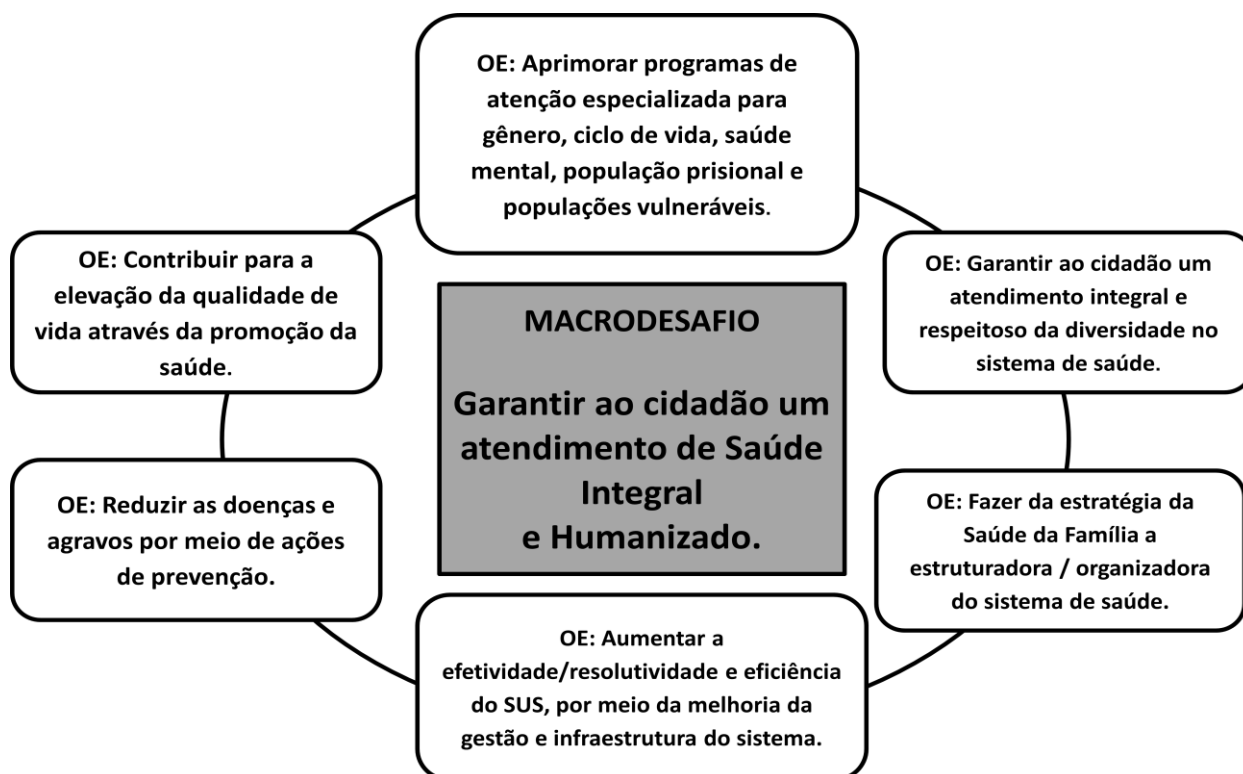 OE: Aprimorar programas de
atenção especializada para
gênero, ciclo de vida, saúde
mental, população prisional e
populações vulneráveis.
OE: Contribuir para a
elevação da qualidade de
vida através da promoção da
saúde.
MACRODESAFIO
Garantir ao cidadão um
atendimento de Saúde
Integral
e Humanizado.
OE: Garantir ao cidadão um
atendimento integral e
respeitoso da diversidade no
sistema de saúde.
OE: Reduzir as doenças e
agravos por meio de ações
de prevenção.
OE: Fazer da estratégia da
Saúde da Família a
estruturadora / organizadora
do sistema de saúde.
OE: Aumentar a
efetividade/resolutividade e eficiência
do SUS, por meio da melhoria da
gestão e infraestrutura do sistema.